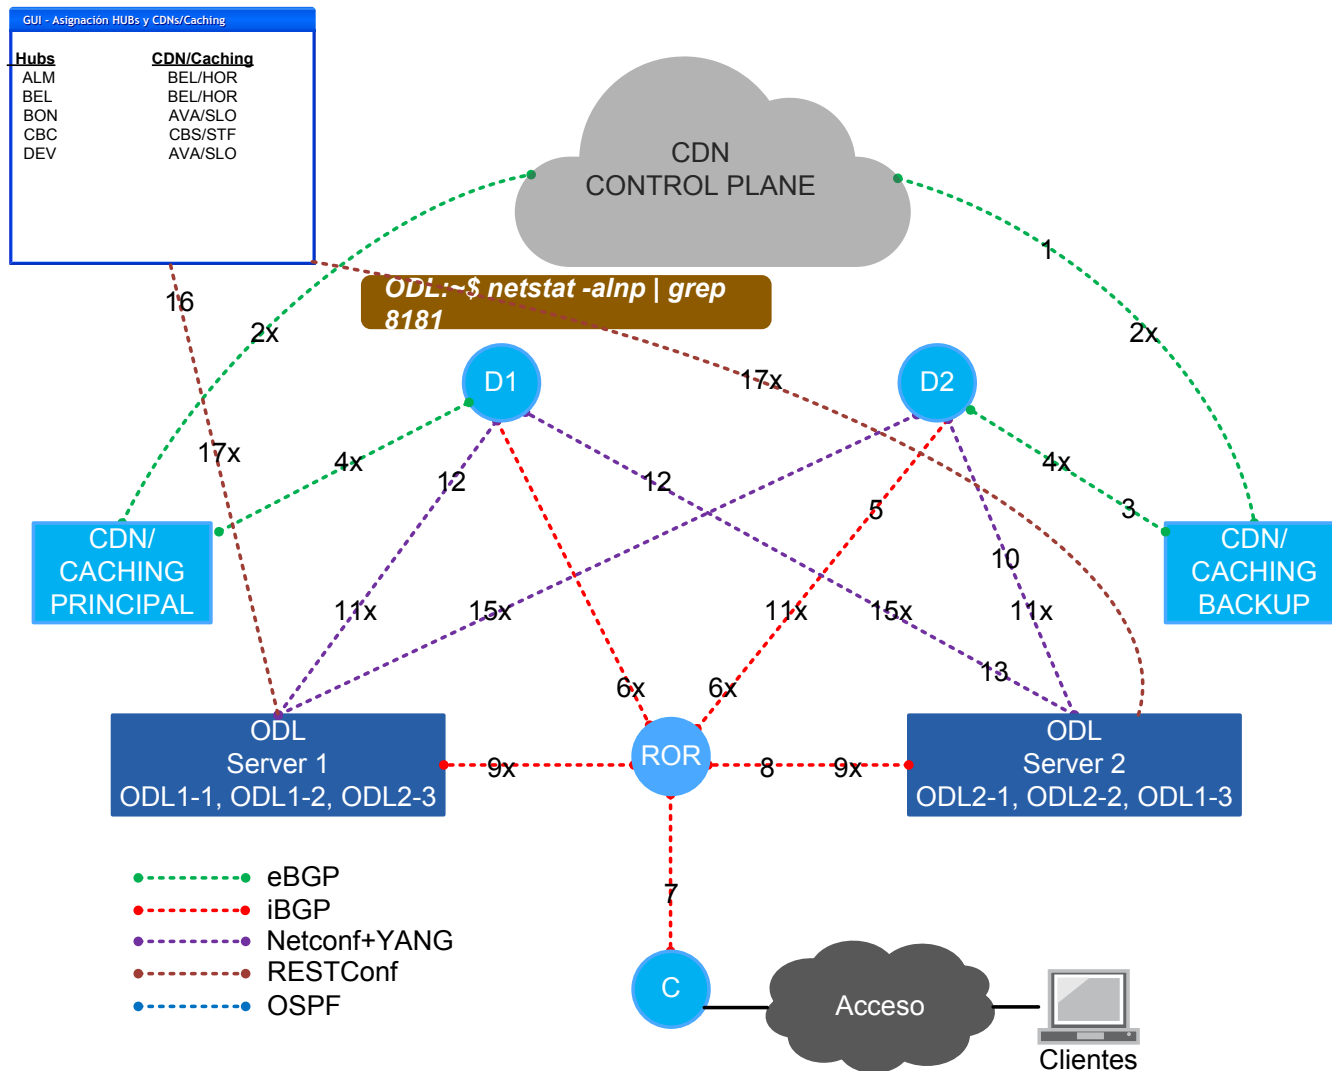 GUI - Asignación HUBs y CDNs/Caching
Hubs CDN/Caching
ALM BEL/HOR
BEL BEL/HOR
BON AVA/SLO
CBC CBS/STF
DEV AVA/SLO
CDN
CONTROL PLANE
1
16
ODL:~$ netstat -alnp | grep
8181
2x
2x
D1
17x
D2
17x
4x
12
12
4x
5
3
CDN/
CACHING
PRINCIPAL
10
CDN/
CACHING
BACKUP
11x
15x
11x
15x
11x
13
6x
6x
ODL
Server 1
ODL1-1, ODL1-2, ODL2-3
9x
ROR
8
9x
ODL
Server 2
ODL2-1, ODL2-2, ODL1-3
7
eBGP
iBGP
Netconf+YANG
RESTConf
OSPF
C
Acceso
Clientes